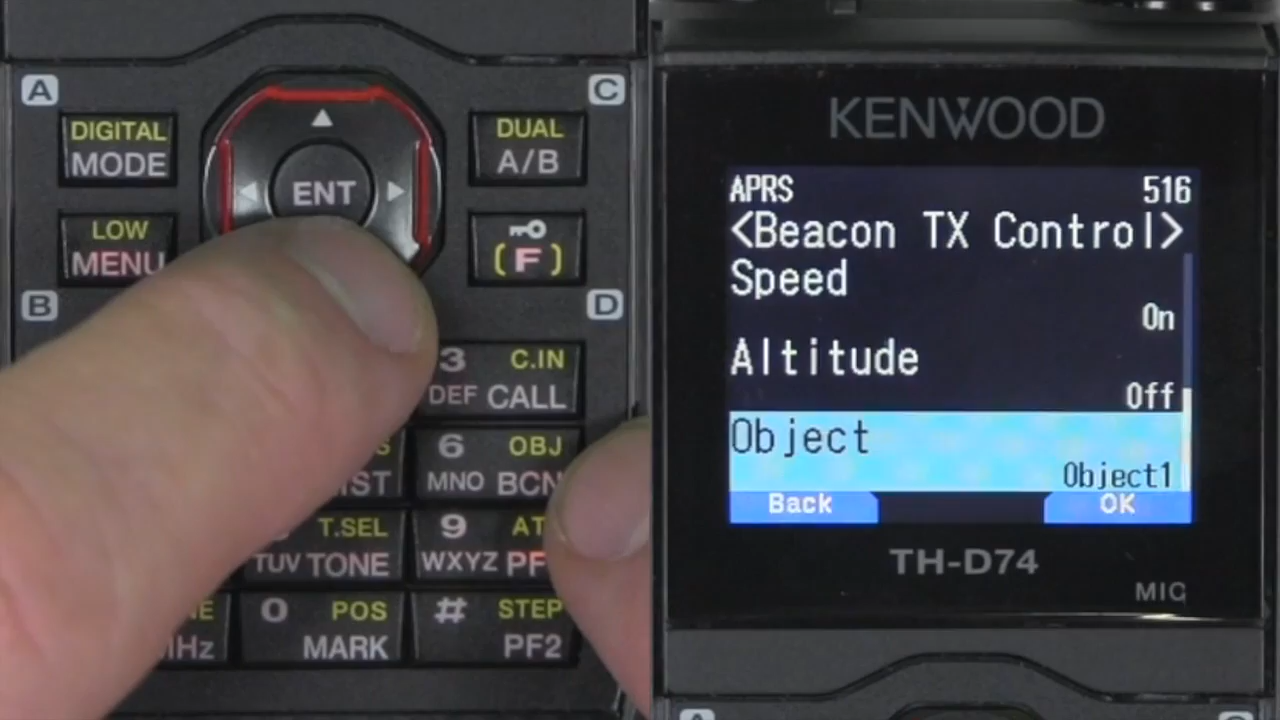 A
C
DIGITAL
MODE
DUAL
A/B
ENT
LOW
MENU
( F )
B
D
3 C.IN
DEF CALL
6 OBJ
MNO BCN
T.SEL
TUV TONE
9
WXYZ
0 POS
MARK
# STEP
PF2
KENWOOD
APRS 516
<Beacon TX Control>
Speed
On
Altitude
Off
Object
Object1
Back OK
TH-D74
MIC